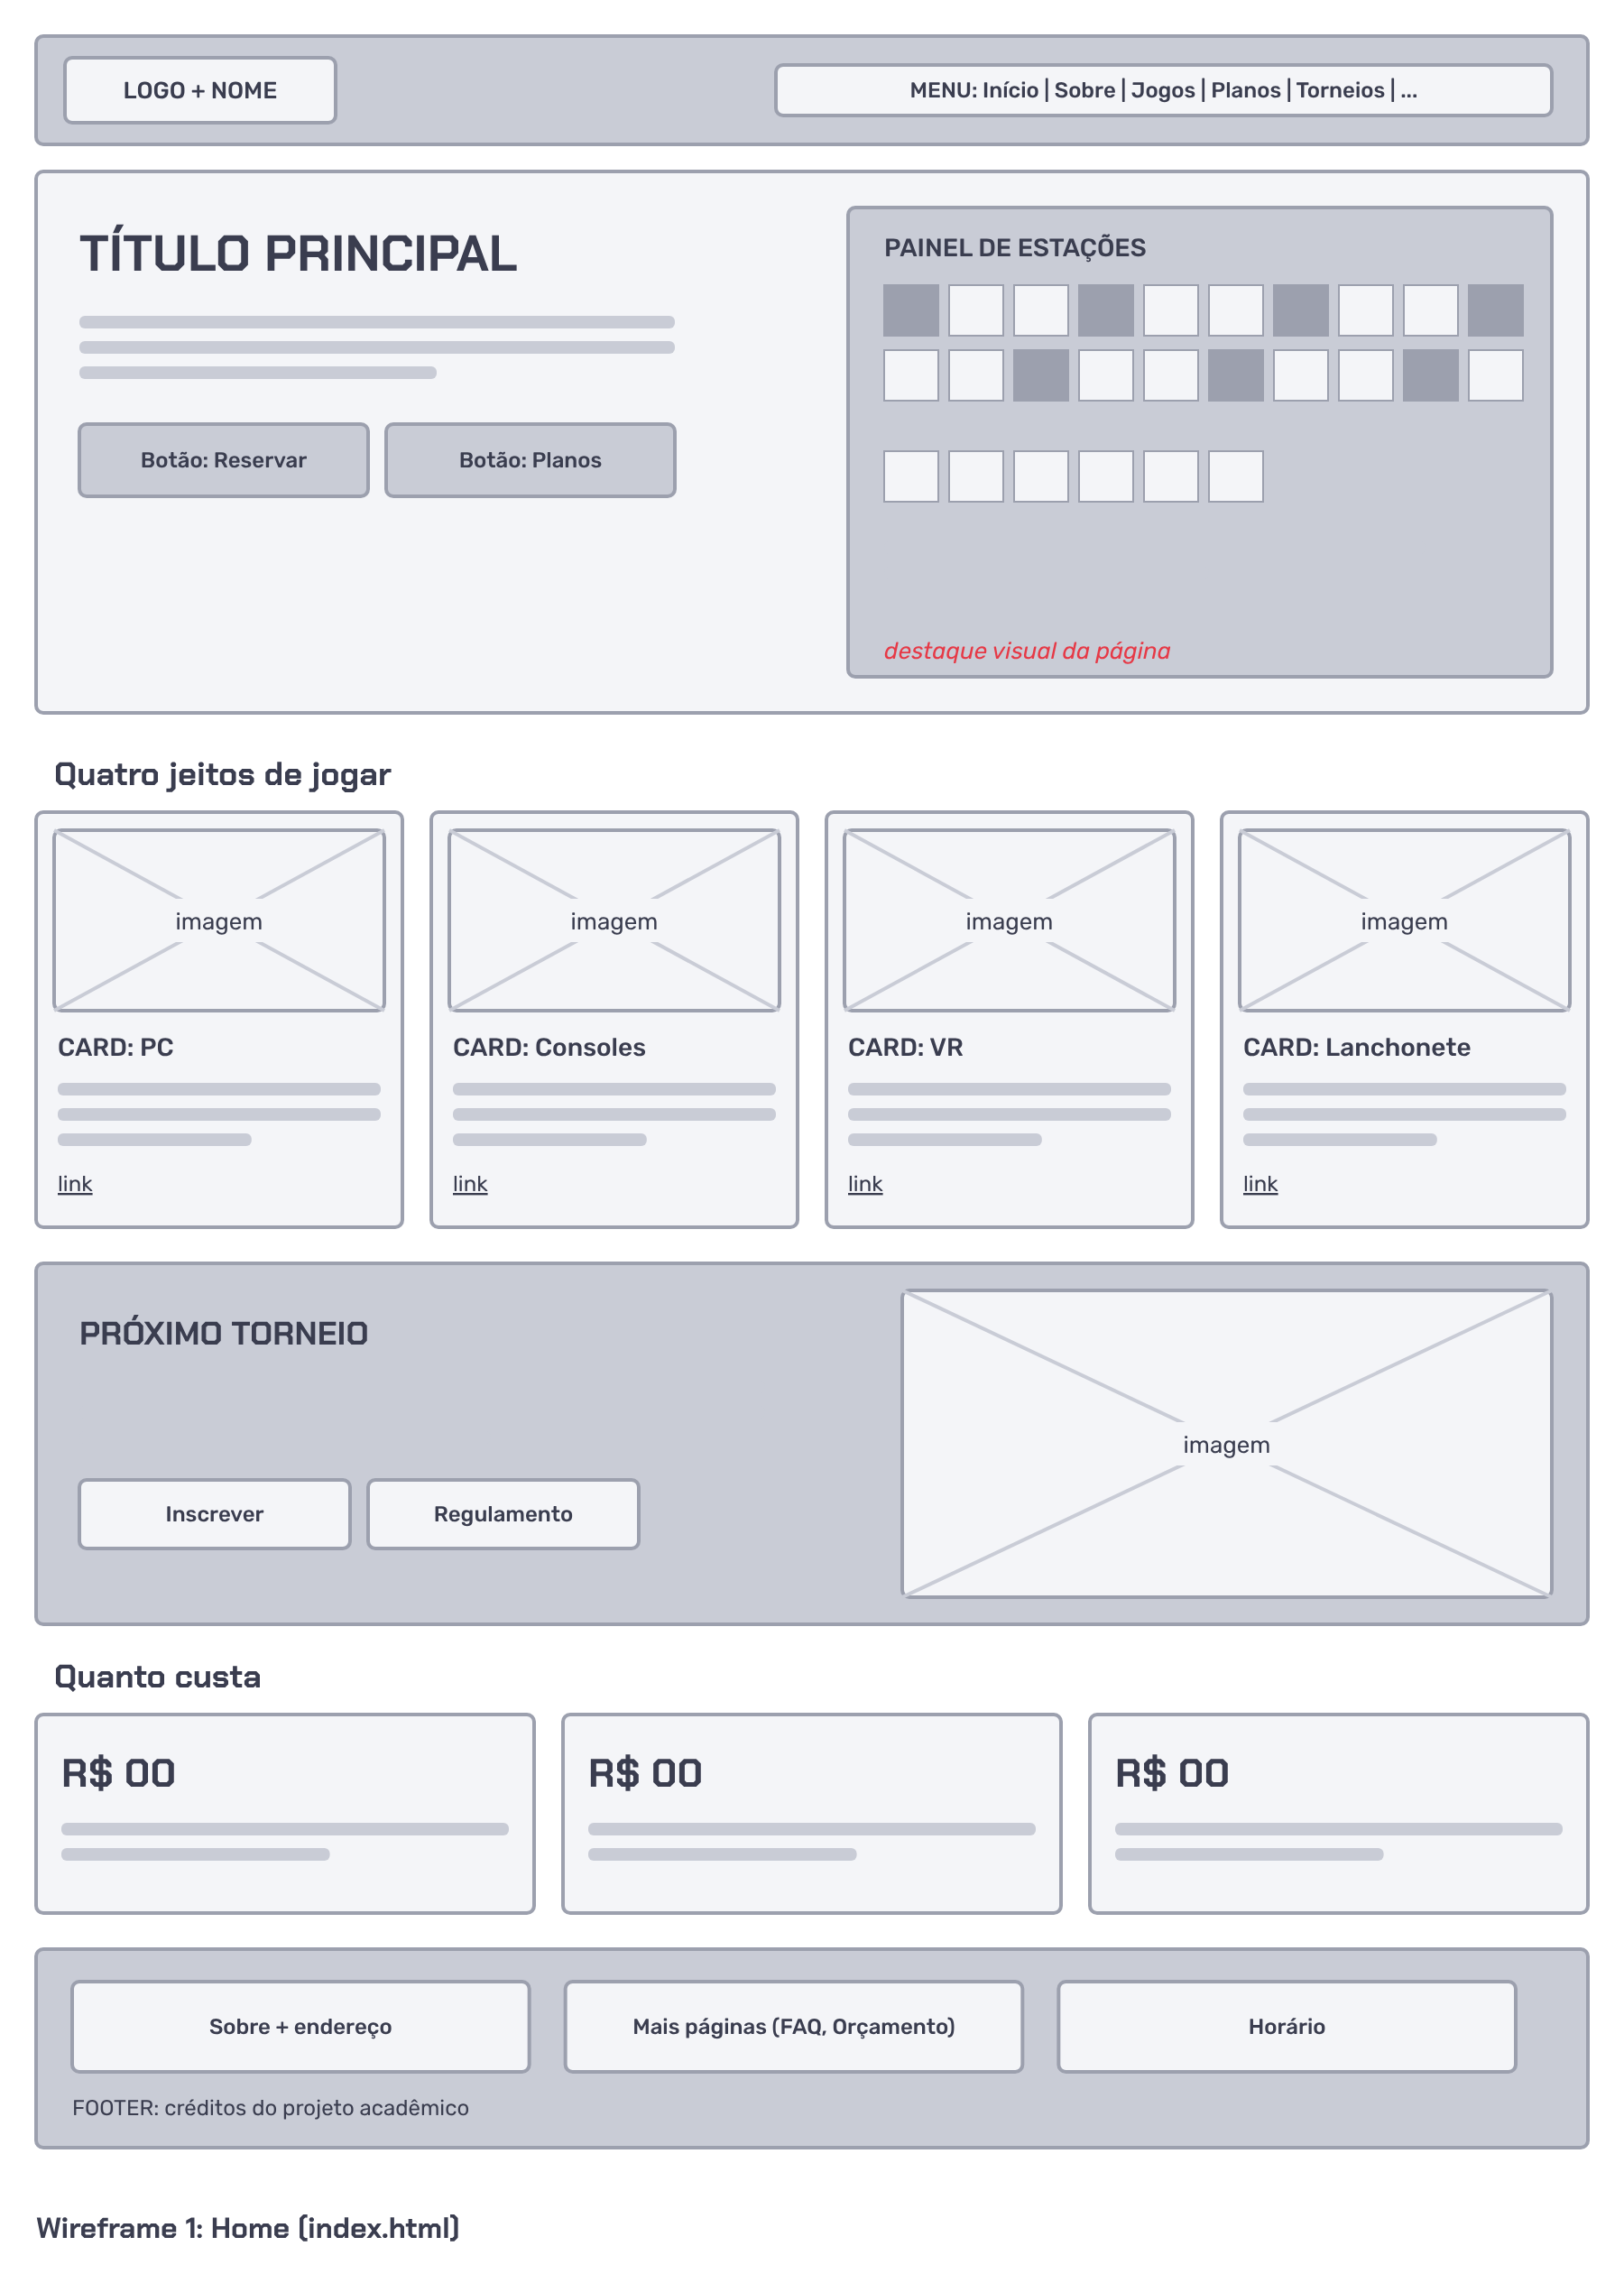 LOGO + NOME
MENU: Início | Sobre | Jogos | Planos | Torneios | ...
TÍTULO PRINCIPAL
Botão: Reservar
Botão: Planos
PAINEL DE ESTAÇÕES
destaque visual da página
Quatro jeitos de jogar
imagem
CARD: PC
link
imagem
CARD: Consoles
link
imagem
CARD: VR
link
imagem
CARD: Lanchonete
link
PRÓXIMO TORNEIO
Inscrever
Regulamento
imagem
Quanto custa
R$ 00
R$ 00
R$ 00
Sobre + endereço
Mais páginas (FAQ, Orçamento)
Horário
FOOTER: créditos do projeto acadêmico
Wireframe 1: Home (index.html)